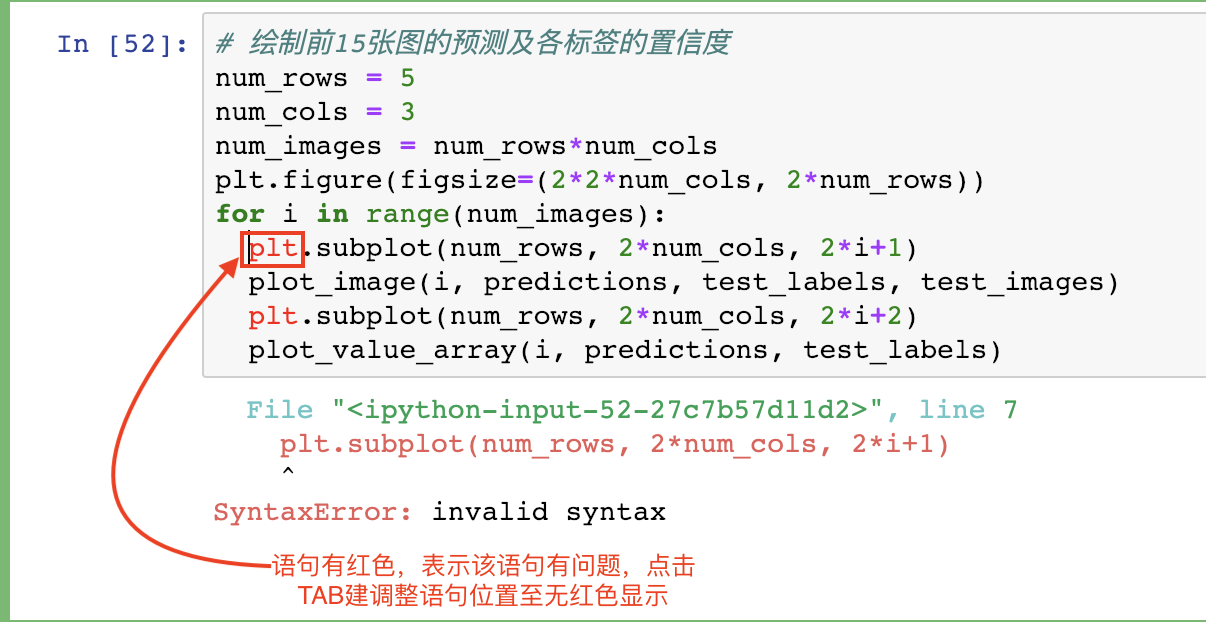 In [52]:
# 绘制前15张图的预测及各标签的置信度
num_rows = 5
num_cols = 3
num_images = num_rows*num_cols
plt.figure(figsize=(2*2*num_cols, 2*num_rows))
for i in range(num_images):
  plt.subplot(num_rows, 2*num_cols, 2*i+1)
  plot_image(i, predictions, test_labels, test_images)
  plt.subplot(num_rows, 2*num_cols, 2*i+2)
  plot_value_array(i, predictions, test_labels)
  File "<ipython-input-52-27c7b57d11d2>", line 7
    plt.subplot(num_rows, 2*num_cols, 2*i+1)
    ^
SyntaxError: invalid syntax
语句有红色，表示该语句有问题，点击
TAB建调整语句位置至无红色显示